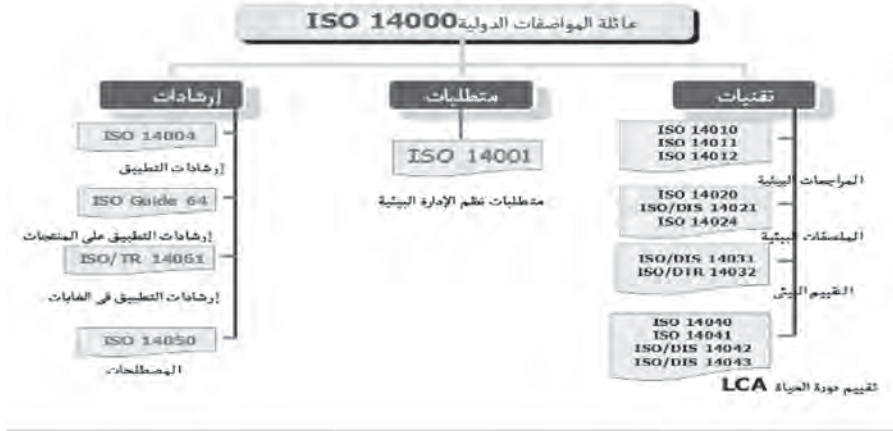 عائلة المواصفات الدولية ISO 14000
تقنيات
ISO 14010
ISO 14011
ISO 14012
المراجعات البيئية
ISO 14020
ISO/DIS 14021
ISO 14024
الملصقات البيئية
ISO/DIS 14031
ISO/DTR 14032
التقييم البيئى
ISO 14040
ISO 14041
ISO/DIS 14042
ISO/DIS 14043
تقييم دورة الحياة LCA
متطلبات
ISO 14001
متطلبات نظم الإدارة البيئية
إرشادات
ISO 14004
إرشادات التطبيق
ISO Guide 64
إرشادات التطبيق على المنتجات
ISO/TR 14061
إرشادات التطبيق فى الغابات
ISO 14050
المصطلحات